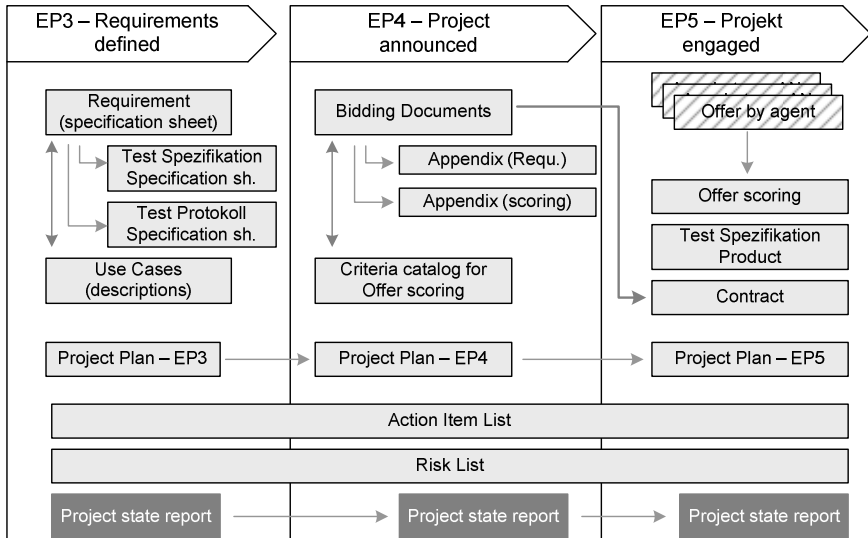 EP3 – Requirements
defined
EP4 – Project
announced
EP5 – Projekt
engaged
Requirement
(specification sheet)
Test Spezifikation
Specification sh.
Test Protokoll
Specification sh.
Use Cases
(descriptions)
Bidding Documents
Appendix (Requ.)
Appendix (scoring)
Criteria catalog for
Offer scoring
Offer by agent
Offer scoring
Test Spezifikation
Product
Contract
Project Plan – EP3
Project Plan – EP4
Project Plan – EP5
Action Item List
Risk List
Project state report
Project state report
Project state report